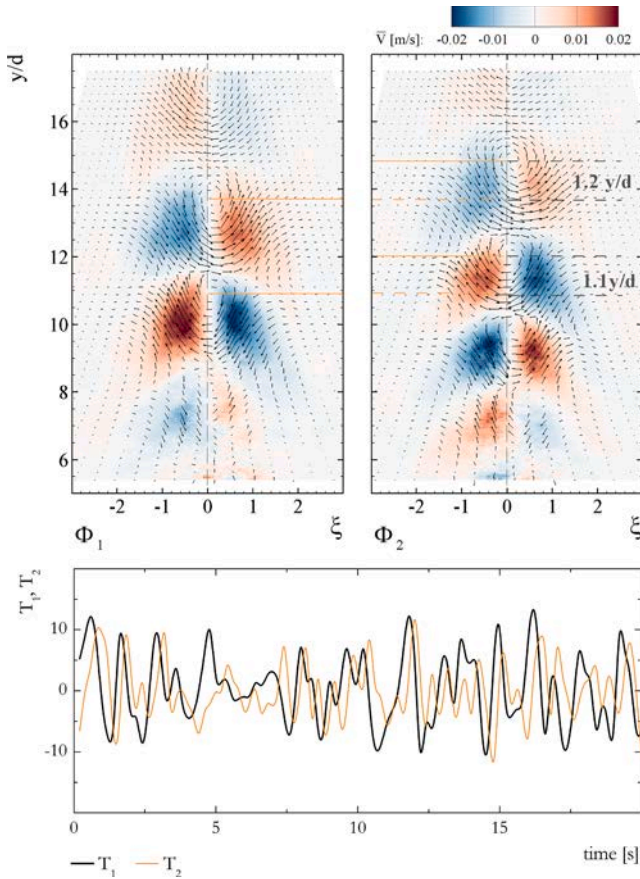 V̅ [m/s]: -0.02 -0.01 0 0.01 0.02
y/d
16
14
12
10
8
6
-2 -1 0 1 2 ξ
Φ1
1.2 y/d
1.1y/d
-2 -1 0 1 2 ξ
Φ2
T1, T2
10
0
-10
0 5 10 15
time [s]
T1 T2